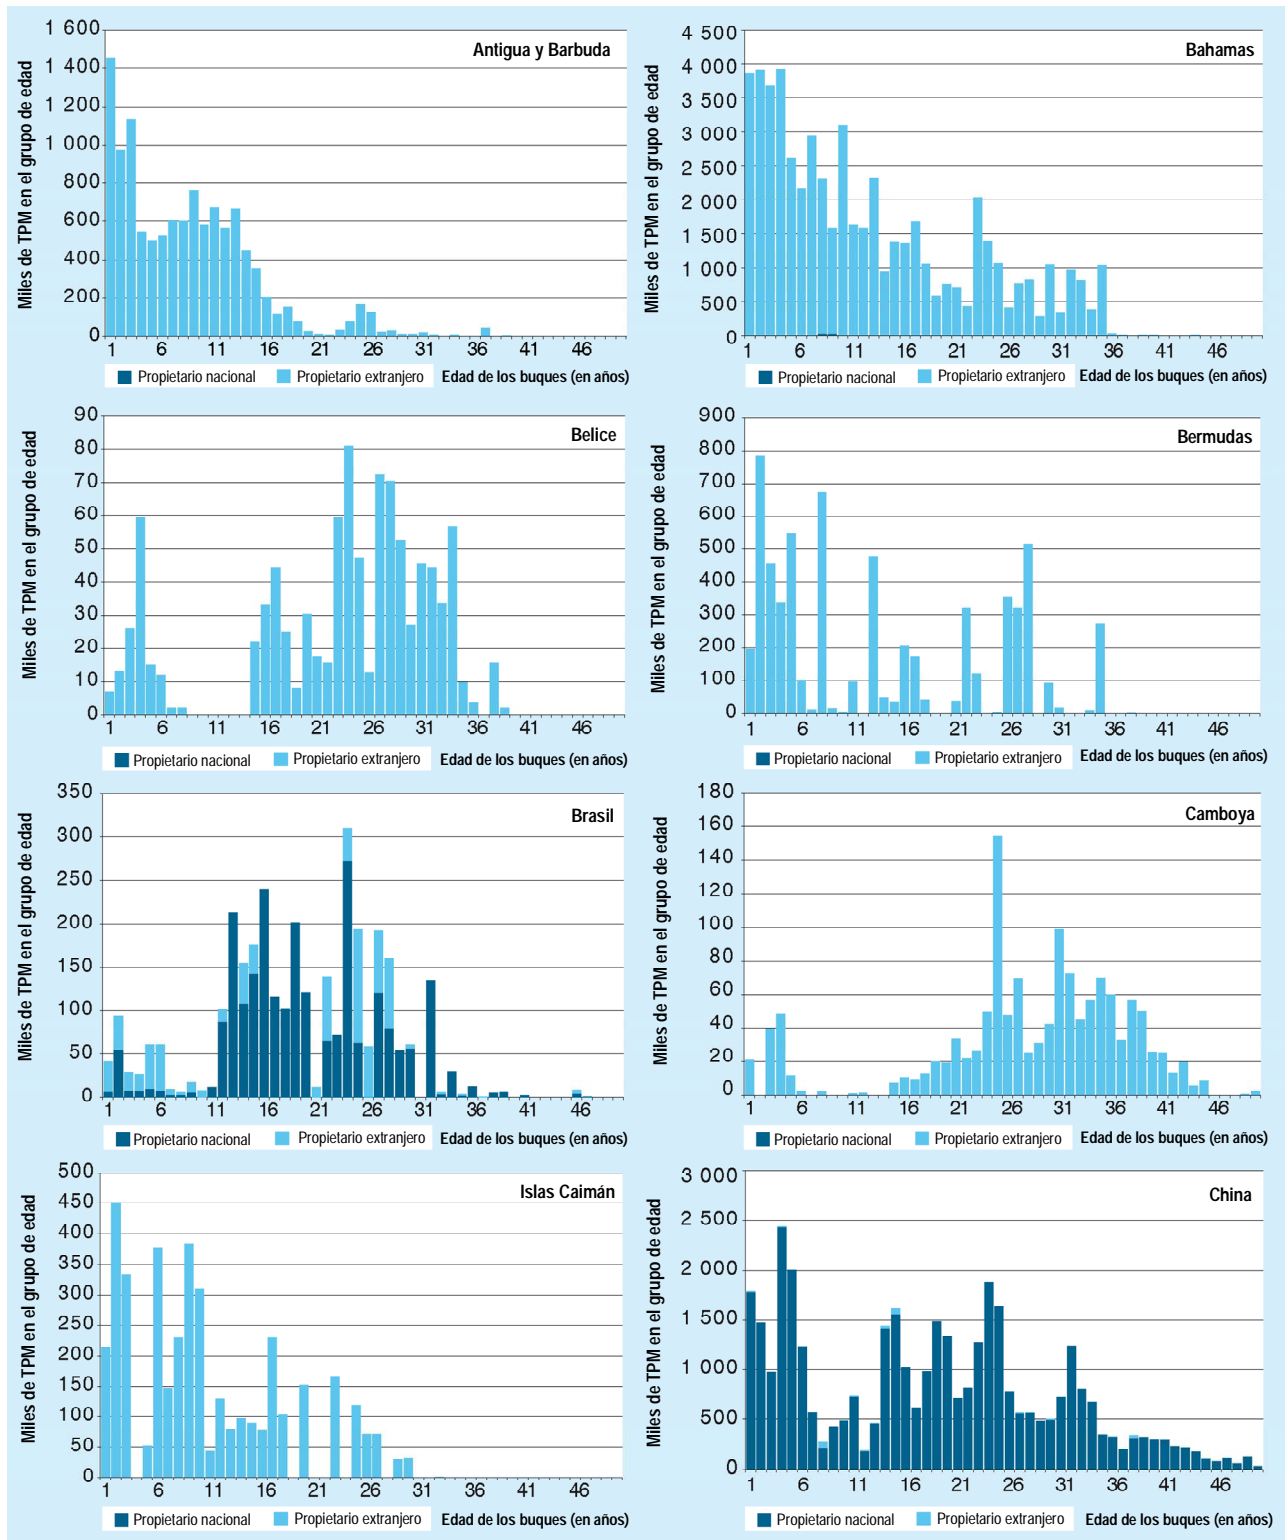 Antigua y Barbuda
Miles de TPM en el grupo de edad
1 600
1 400
1 200
1 000
800
600
400
200
0
1 6 11 16 21 26 31 36 41 46
Propietario nacional Propietario extranjero Edad de los buques (en años)
Bahamas
Miles de TPM en el grupo de edad
4 500
4 000
3 500
3 000
2 500
2 000
1 500
1 000
500
0
1 6 11 16 21 26 31 36 41 46
Propietario nacional Propietario extranjero Edad de los buques (en años)
Belice
Miles de TPM en el grupo de edad
90
80
70
60
50
40
30
20
10
0
1 6 11 16 21 26 31 36 41 46
Propietario nacional Propietario extranjero Edad de los buques (en años)
Bermudas
Miles de TPM en el grupo de edad
900
800
700
600
500
400
300
200
100
0
1 6 11 16 21 26 31 36 41 46
Propietario nacional Propietario extranjero Edad de los buques (en años)
Brasil
Miles de TPM en el grupo de edad
350
300
250
200
150
100
50
0
1 6 11 16 21 26 31 36 41 46
Propietario nacional Propietario extranjero Edad de los buques (en años)
Camboya
Miles de TPM en el grupo de edad
180
160
140
120
100
80
60
40
20
0
1 6 11 16 21 26 31 36 41 46
Propietario nacional Propietario extranjero Edad de los buques (en años)
Islas Caimán
Miles de TPM en el grupo de edad
500
450
400
350
300
250
200
150
100
50
0
1 6 11 16 21 26 31 36 41 46
Propietario nacional Propietario extranjero Edad de los buques (en años)
China
Miles de TPM en el grupo de edad
3 000
2 500
2 000
1 500
1 000
500
0
1 6 11 16 21 26 31 36 41 46
Propietario nacional Propietario extranjero Edad de los buques (en años)